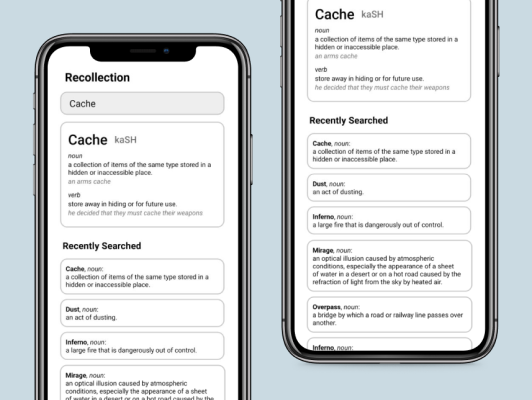 Recollection
Cache
Cache kaSH
noun
a collection of items of the same type stored in a
hidden or inaccessible place.
an arms cache
verb
store away in hiding or for future use.
he decided that they must cache their weapons
Recently Searched
Cache, noun:
a collection of items of the same type stored in a
hidden or inaccessible place.
Dust, noun:
an act of dusting.
Inferno, noun:
a large fire that is dangerously out of control.
Mirage, noun:
an optical illusion caused by atmospheric
conditions, especially the appearance of a sheet
of water in a desert or on a hot road caused by the
Cache kaSH
noun
a collection of items of the same type stored in a
hidden or inaccessible place.
an arms cache
verb
store away in hiding or for future use.
he decided that they must cache their weapons
Recently Searched
Cache, noun:
a collection of items of the same type stored in a
hidden or inaccessible place.
Dust, noun:
an act of dusting.
Inferno, noun:
a large fire that is dangerously out of control.
Mirage, noun:
an optical illusion caused by atmospheric
conditions, especially the appearance of a sheet
of water in a desert or on a hot road caused by the
refraction of light from the sky by heated air.
Overpass, noun:
a bridge by which a road or railway line passes over
another.
Inferno, noun: